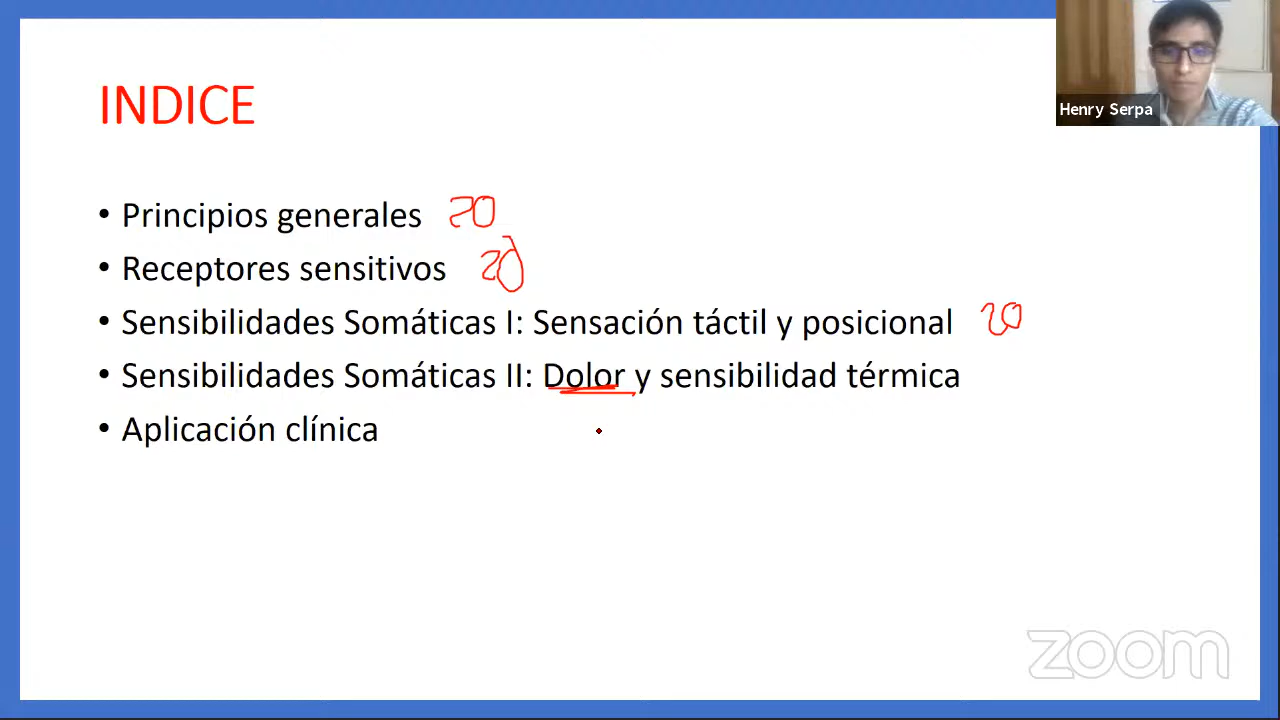 INDICE
Henry Serpa
• Principios generales 20
• Receptores sensitivos 20
• Sensibilidades Somáticas I: Sensación táctil y posicional 20
• Sensibilidades Somáticas II: Dolor y sensibilidad térmica
• Aplicación clínica
zoom